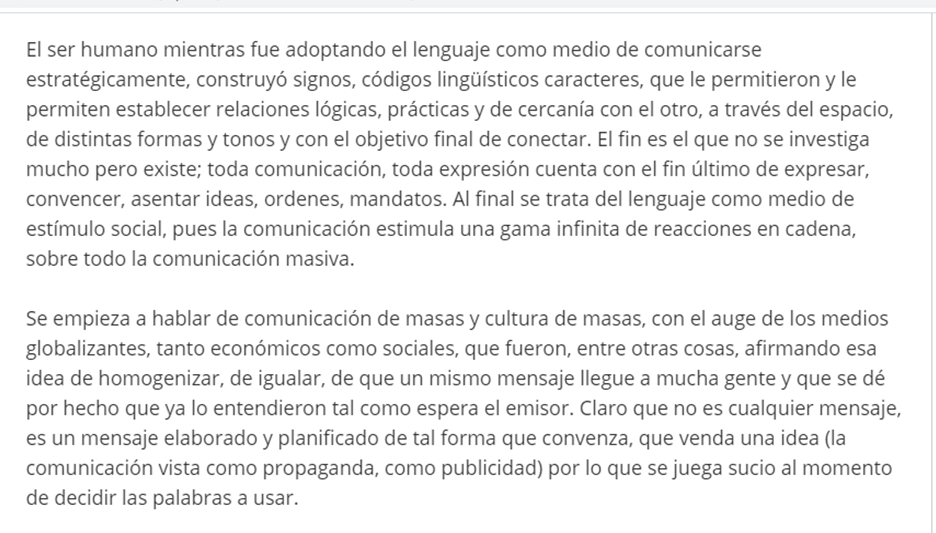 El ser humano mientras fue adoptando el lenguaje como medio de comunicarse
estratégicamente, construyó signos, códigos lingüísticos caracteres, que le permitieron y le
permiten establecer relaciones lógicas, prácticas y de cercanía con el otro, a través del espacio,
de distintas formas y tonos y con el objetivo final de conectar. El fin es el que no se investiga
mucho pero existe; toda comunicación, toda expresión cuenta con el fin último de expresar,
convencer, asentar ideas, ordenes, mandatos. Al final se trata del lenguaje como medio de
estímulo social, pues la comunicación estimula una gama infinita de reacciones en cadena,
sobre todo la comunicación masiva.
Se empieza a hablar de comunicación de masas y cultura de masas, con el auge de los medios
globalizantes, tanto económicos como sociales, que fueron, entre otras cosas, afirmando esa
idea de homogenizar, de igualar, de que un mismo mensaje llegue a mucha gente y que se dé
por hecho que ya lo entendieron tal como espera el emisor. Claro que no es cualquier mensaje,
es un mensaje elaborado y planificado de tal forma que convenza, que venda una idea (la
comunicación vista como propaganda, como publicidad) por lo que se juega sucio al momento
de decidir las palabras a usar.